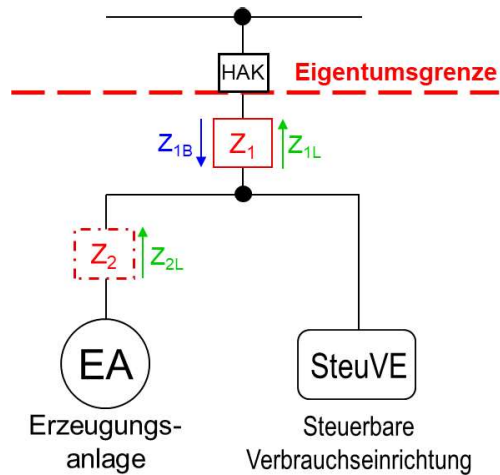 HAK
Eigentumsgrenze
Z1B
Z1
Z1L
Z2
Z2L
EA
SteuVE
Erzeugungs-
anlage
Steuerbare
Verbrauchseinrichtung